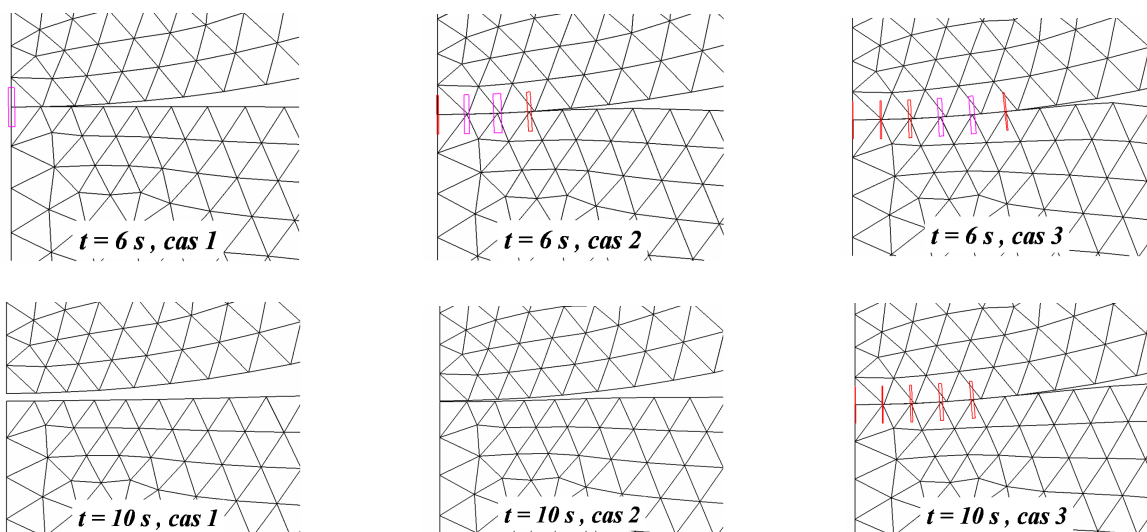 t = 6 s , cas 1
t = 6 s , cas 2
t = 6 s , cas 3
t = 10 s , cas 1
t = 10 s , cas 2
t = 10 s , cas 3